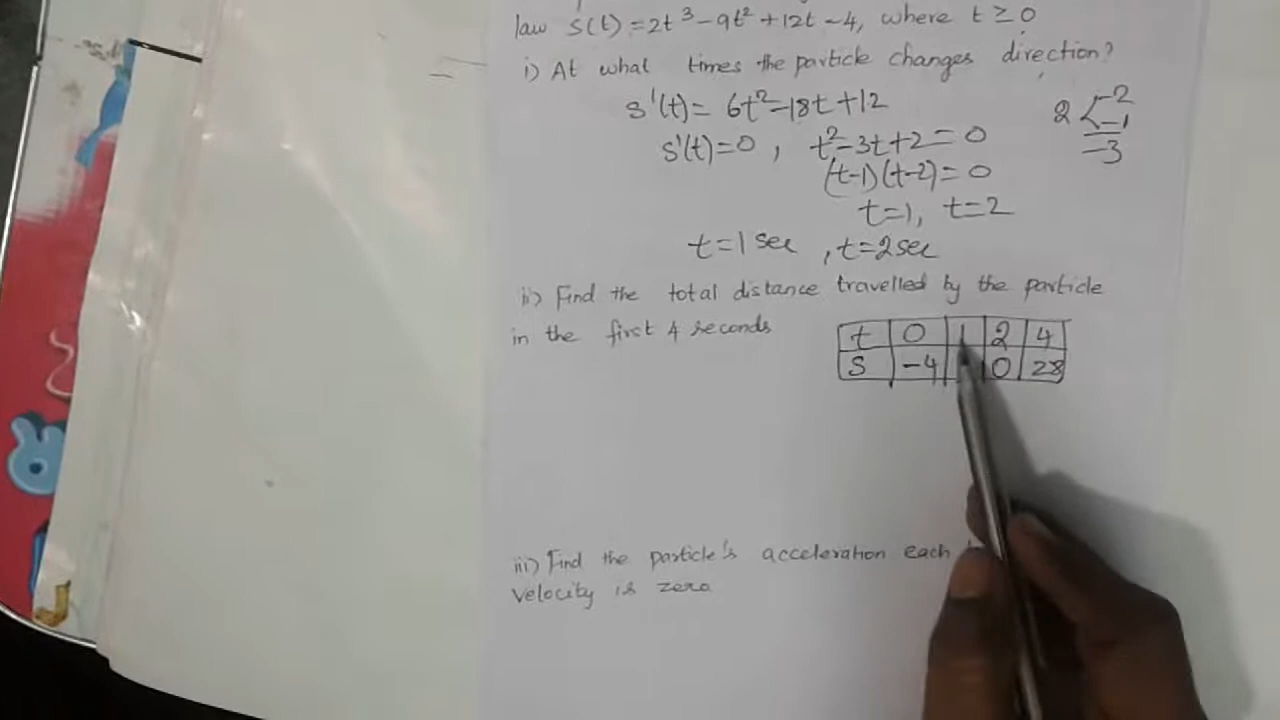 law s(t) = 2t³ - 9t² + 12t - 4, where t ≥ 0
i) At what times the particle changes direction?
s'(t) = 6t² - 18t + 12
s'(t) = 0, t² - 3t + 2 = 0
2 < -2
-1
-3
(t-1)(t-2) = 0
t=1, t=2
t=1 sec, t=2sec
ii) Find the total distance travelled by the particle
in the first 4 seconds
t 0 1 2 4
S -4 0 28
iii) Find the particle's acceleration each
velocity is zero